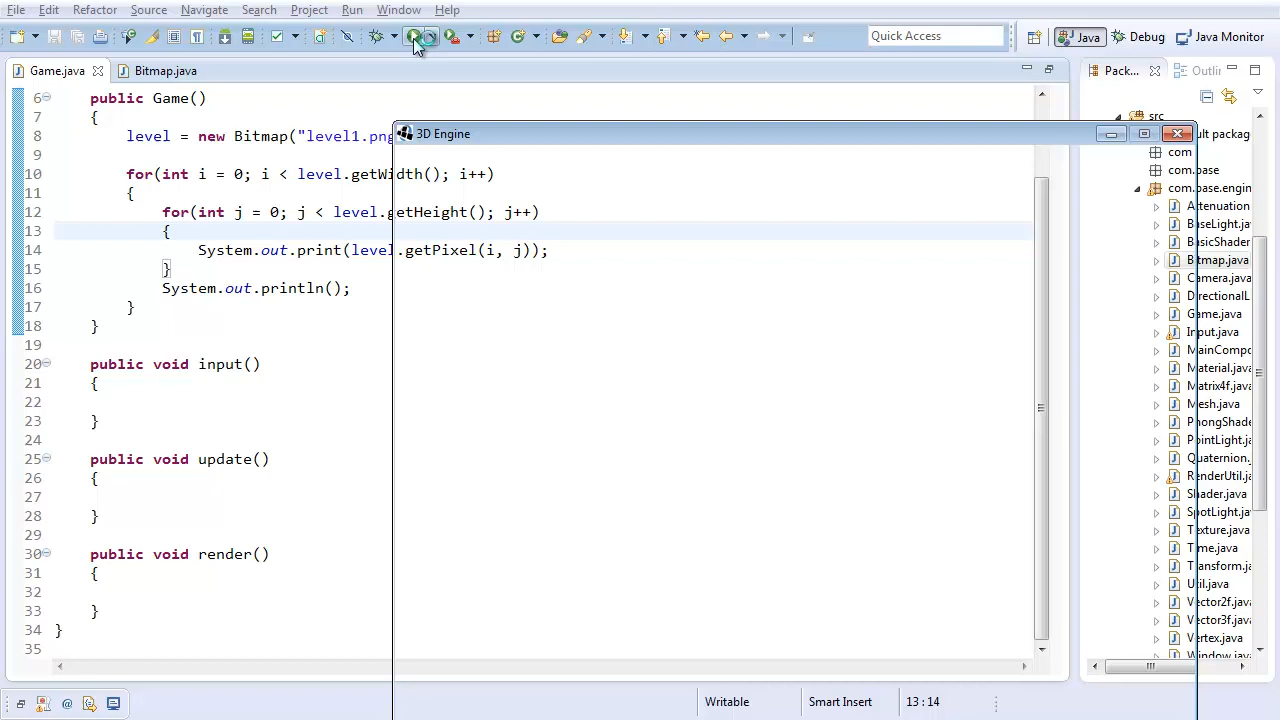 File Edit Refactor Source Navigate Search Project Run Window Help
Quick Access
Java Debug Java Monitor
Game.java Bitmap.java
Pack... Outlin
6 public Game()
7 {
8 level = new Bitmap("level1.png
9
10 for(int i = 0; i < level.getWidth(); i++)
11 {
12 for(int j = 0; j < level.getHeight(); j++)
13 {
14 System.out.print(level.getPixel(i, j));
15 }
16 System.out.println();
17 }
18 }
19
20 public void input()
21 {
22
23 }
24
25 public void update()
26 {
27
28 }
29
30 public void render()
31 {
32
33 }
34 }
35
3D Engine
src
ult packag
com
com.base
com.base.engin
Attenuation
BaseLight.ja
BasicShader
Bitmap.java
Camera.java
DirectionalL
Game.java
Input.java
MainCompo
Material.java
Matrix4f.jav
Mesh.java
PhongShade
PointLight.ja
Quaternion.
RenderUtil.ja
Shader.java
SpotLight.ja
Texture.java
Time.java
Transform.ja
Util.java
Vector2f.java
Vector3f.java
Vertex.java
Window.java
Writable
Smart Insert
13 : 14